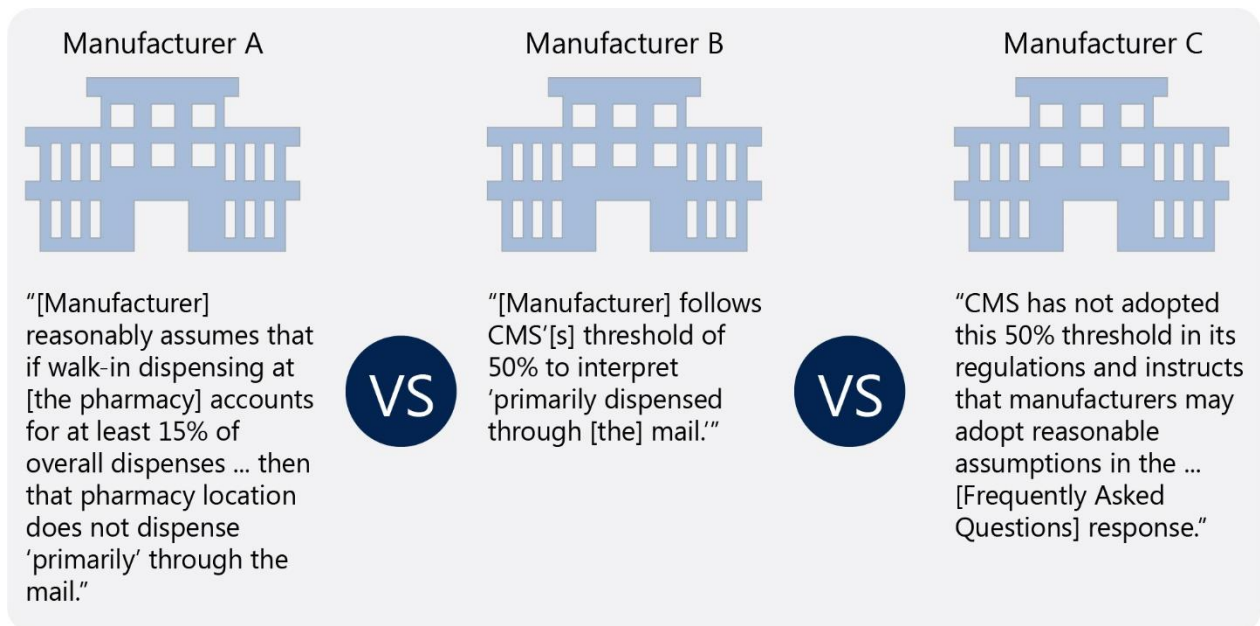 Manufacturer A
Manufacturer B
Manufacturer C
“[Manufacturer]
reasonably assumes that
if walk-in dispensing at
[the pharmacy] accounts
for at least 15% of
overall dispenses ... then
that pharmacy location
does not dispense
‘primarily’ through the
mail.”
VS
“[Manufacturer] follows
CMS’[s] threshold of
50% to interpret
’primarily dispensed
through [the] mail.’”
VS
“CMS has not adopted
this 50% threshold in its
regulations and instructs
that manufacturers may
adopt reasonable
assumptions in the ...
[Frequently Asked
Questions] response.”